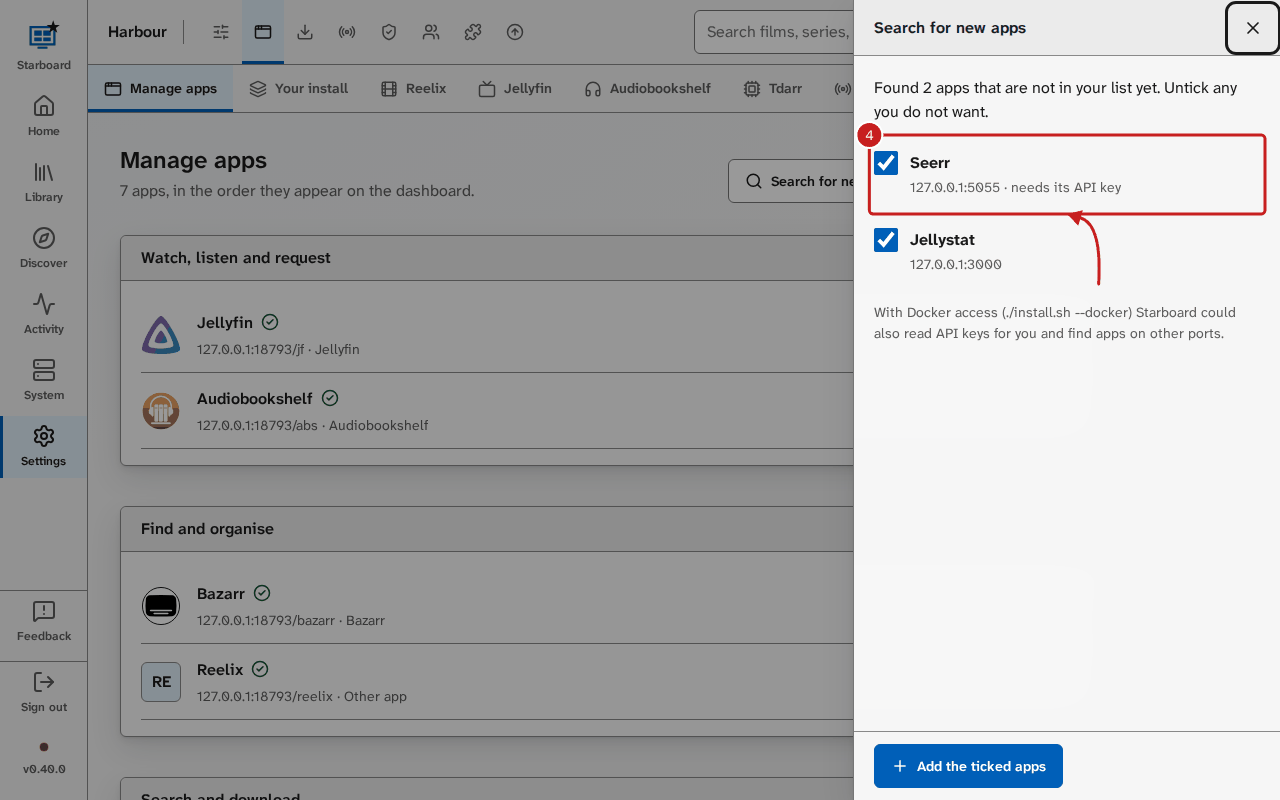 Starboard
Home
Library
Discover
Activity
System
Settings
Feedback
Sign out
v0.40.0
Harbour
Search films, series,
Manage apps
Your install
Reelix
Jellyfin
Audiobookshelf
Tdarr
Manage apps
7 apps, in the order they appear on the dashboard.
Search for ne
Watch, listen and request
Jellyfin
127.0.0.1:18793/jf · Jellyfin
Audiobookshelf
127.0.0.1:18793/abs · Audiobookshelf
Find and organise
Bazarr
127.0.0.1:18793/bazarr · Bazarr
RE
Reelix
127.0.0.1:18793/reelix · Other app
Search and download
Search for new apps
Found 2 apps that are not in your list yet. Untick any
you do not want.
4
Seerr
127.0.0.1:5055 · needs its API key
Jellystat
127.0.0.1:3000
With Docker access (./install.sh --docker) Starboard could
also read API keys for you and find apps on other ports.
Add the ticked apps